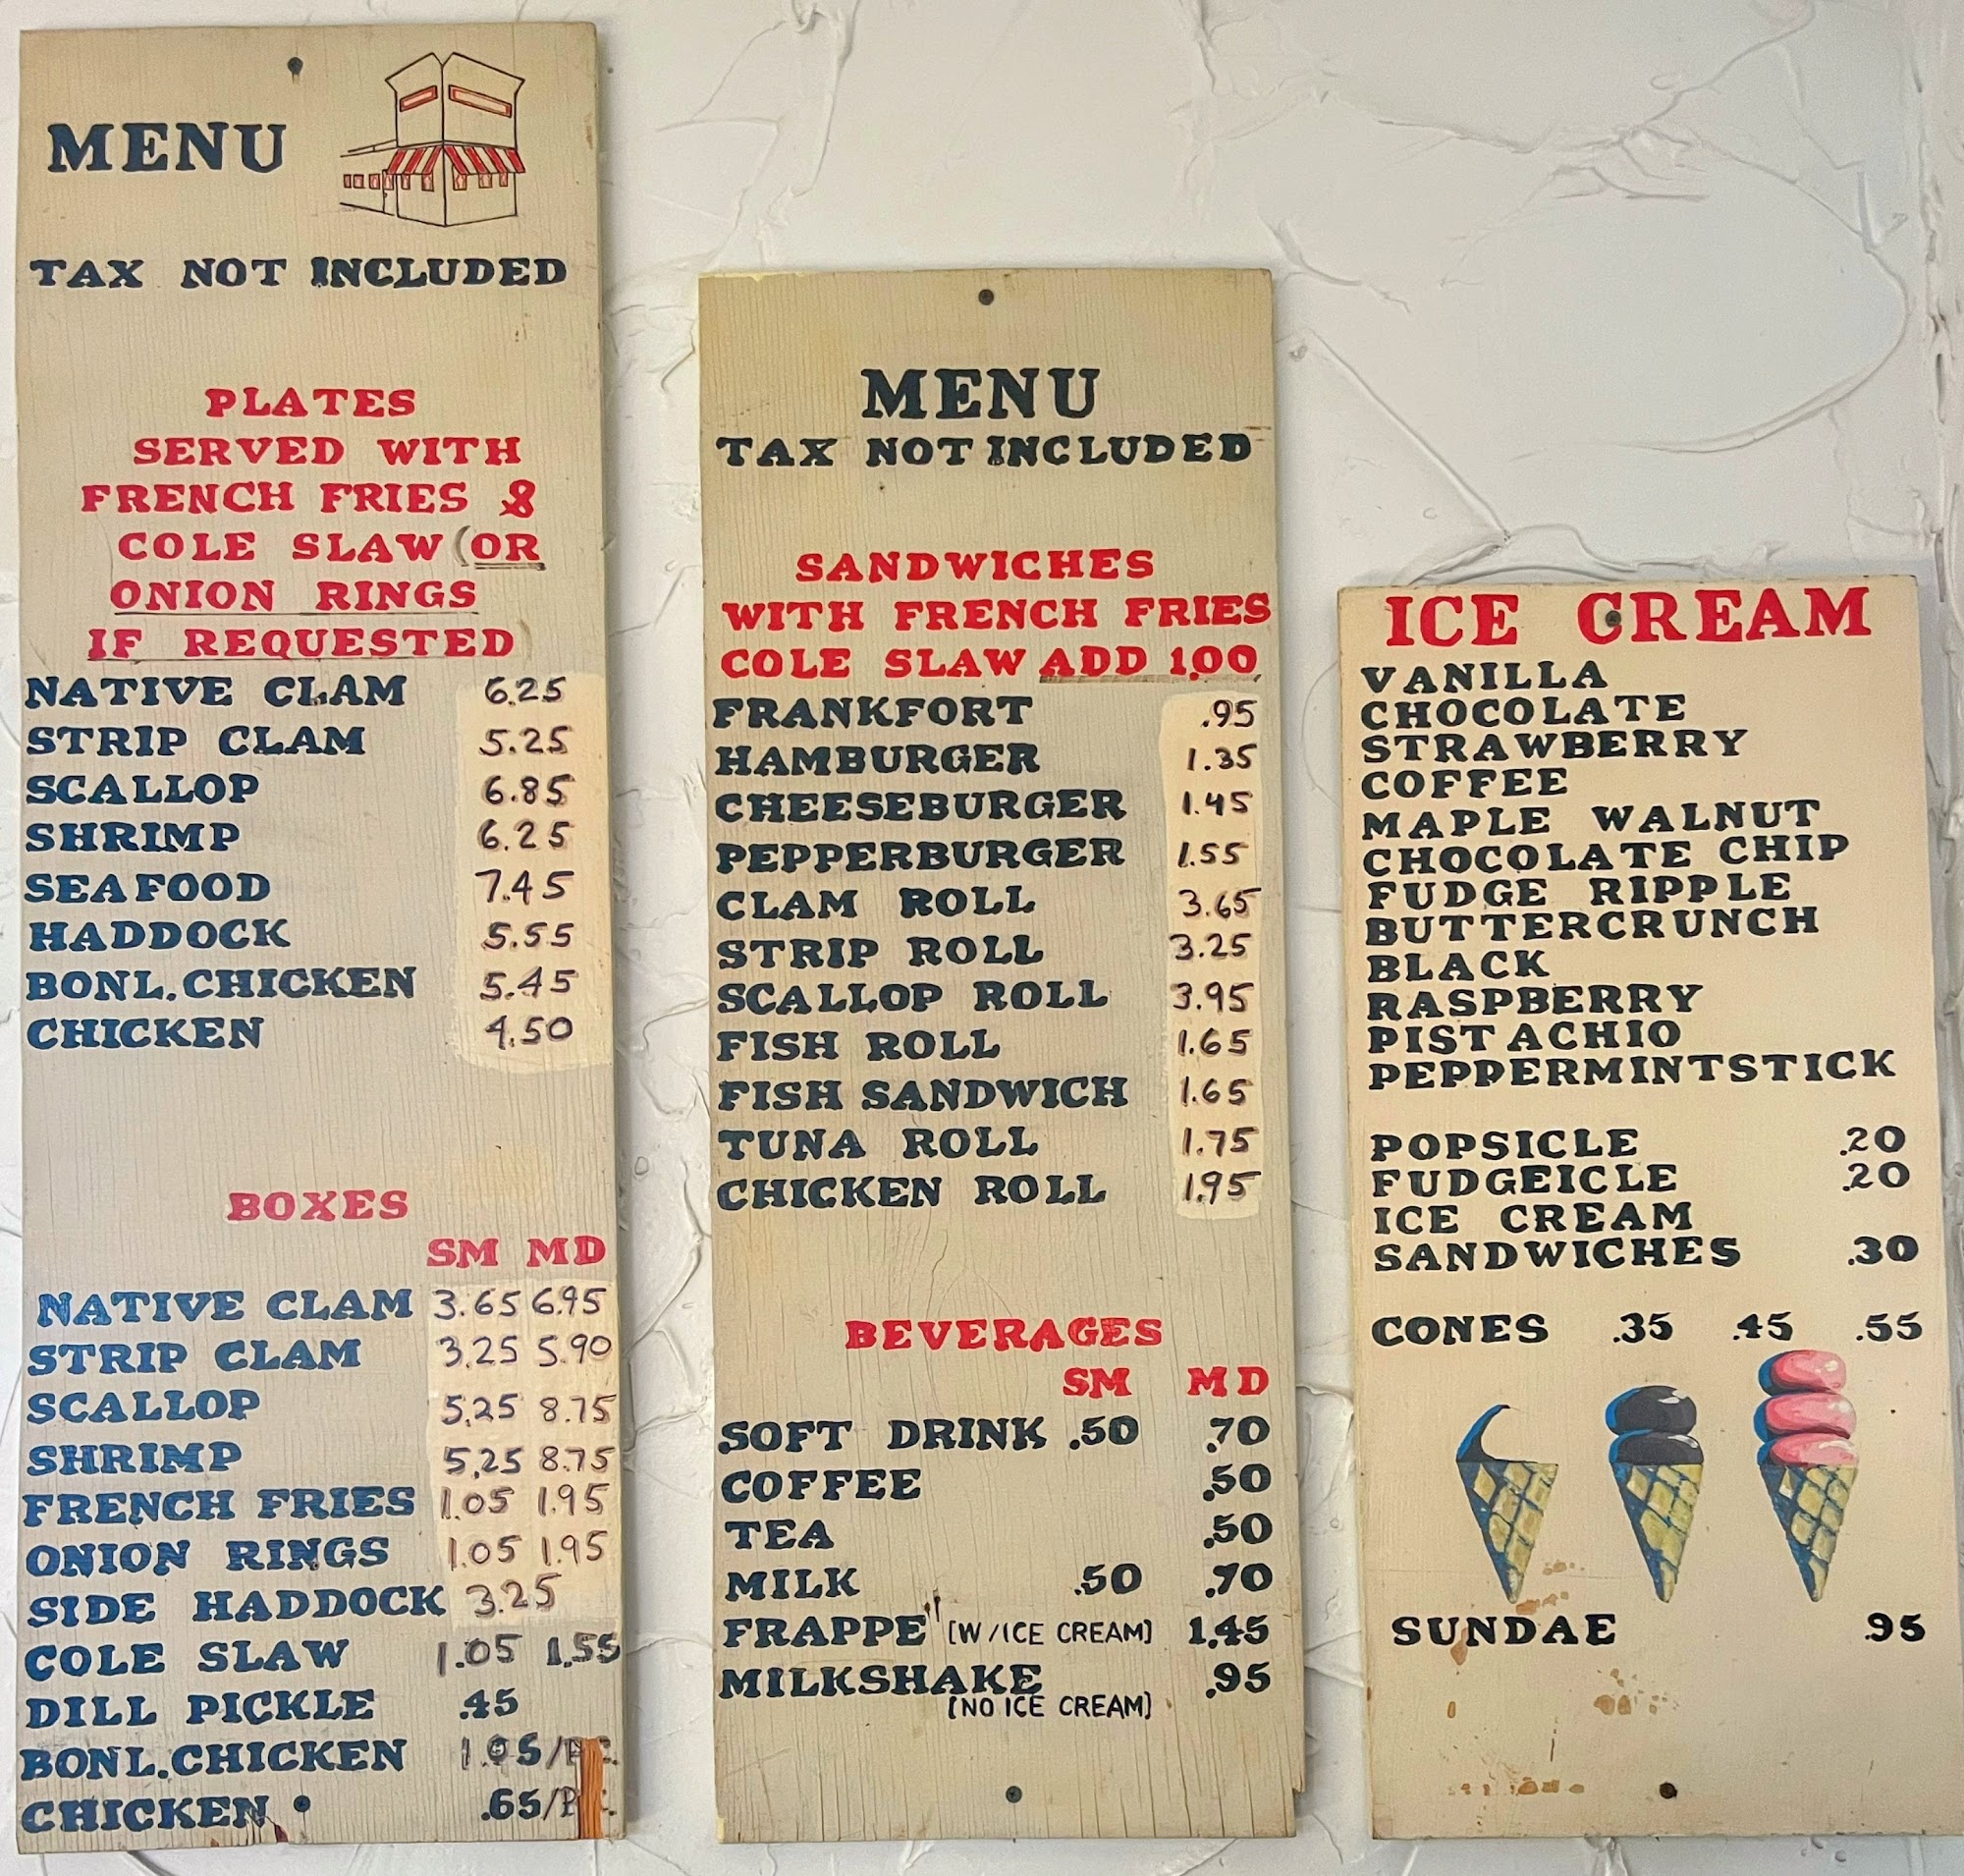 MENU
TAX NOT INCLUDED
PLATES
SERVED WITH
FRENCH FRIES &
COLE SLAW (OR
ONION RINGS
IF REQUESTED
NATIVE CLAM 6.25
STRIP CLAM 5.25
SCALLOP 6.85
SHRIMP 6.25
SEAFOOD 7.45
HADDOCK 5.55
BONL. CHICKEN 5.45
CHICKEN 4.50
BOXES
SM MD
NATIVE CLAM 3.65 6.95
STRIP CLAM 3.25 5.90
SCALLOP 5.25 8.75
SHRIMP 5.25 8.75
FRENCH FRIES 1.05 1.95
ONION RINGS 1.05 1.95
SIDE HADDOCK 3.25
COLE SLAW 1.05 1.55
DILL PICKLE .45
BONL. CHICKEN 1.05/PC.
CHICKEN .65/PC.
MENU
TAX NOT INCLUDED
SANDWICHES
WITH FRENCH FRIES
COLE SLAW ADD 1.00
FRANKFORT .95
HAMBURGER 1.35
CHEESEBURGER 1.45
PEPPERBURGER 1.55
CLAM ROLL 3.65
STRIP ROLL 3.25
SCALLOP ROLL 3.95
FISH ROLL 1.65
FISH SANDWICH 1.65
TUNA ROLL 1.75
CHICKEN ROLL 1.95
BEVERAGES
SM MD
SOFT DRINK .50 .70
COFFEE .50
TEA .50
MILK .50 .70
FRAPPE" [W/ICE CREAM] 1.45
MILKSHAKE .95
[NO ICE CREAM]
ICE CREAM
VANILLA
CHOCOLATE
STRAWBERRY
COFFEE
MAPLE WALNUT
CHOCOLATE CHIP
FUDGE RIPPLE
BUTTERCRUNCH
BLACK
RASPBERRY
PISTACHIO
PEPPERMINTSTICK
POPSICLE .20
FUDGEICLE .20
ICE CREAM
SANDWICHES .30
CONES .35 .45 .55
SUNDAE .95